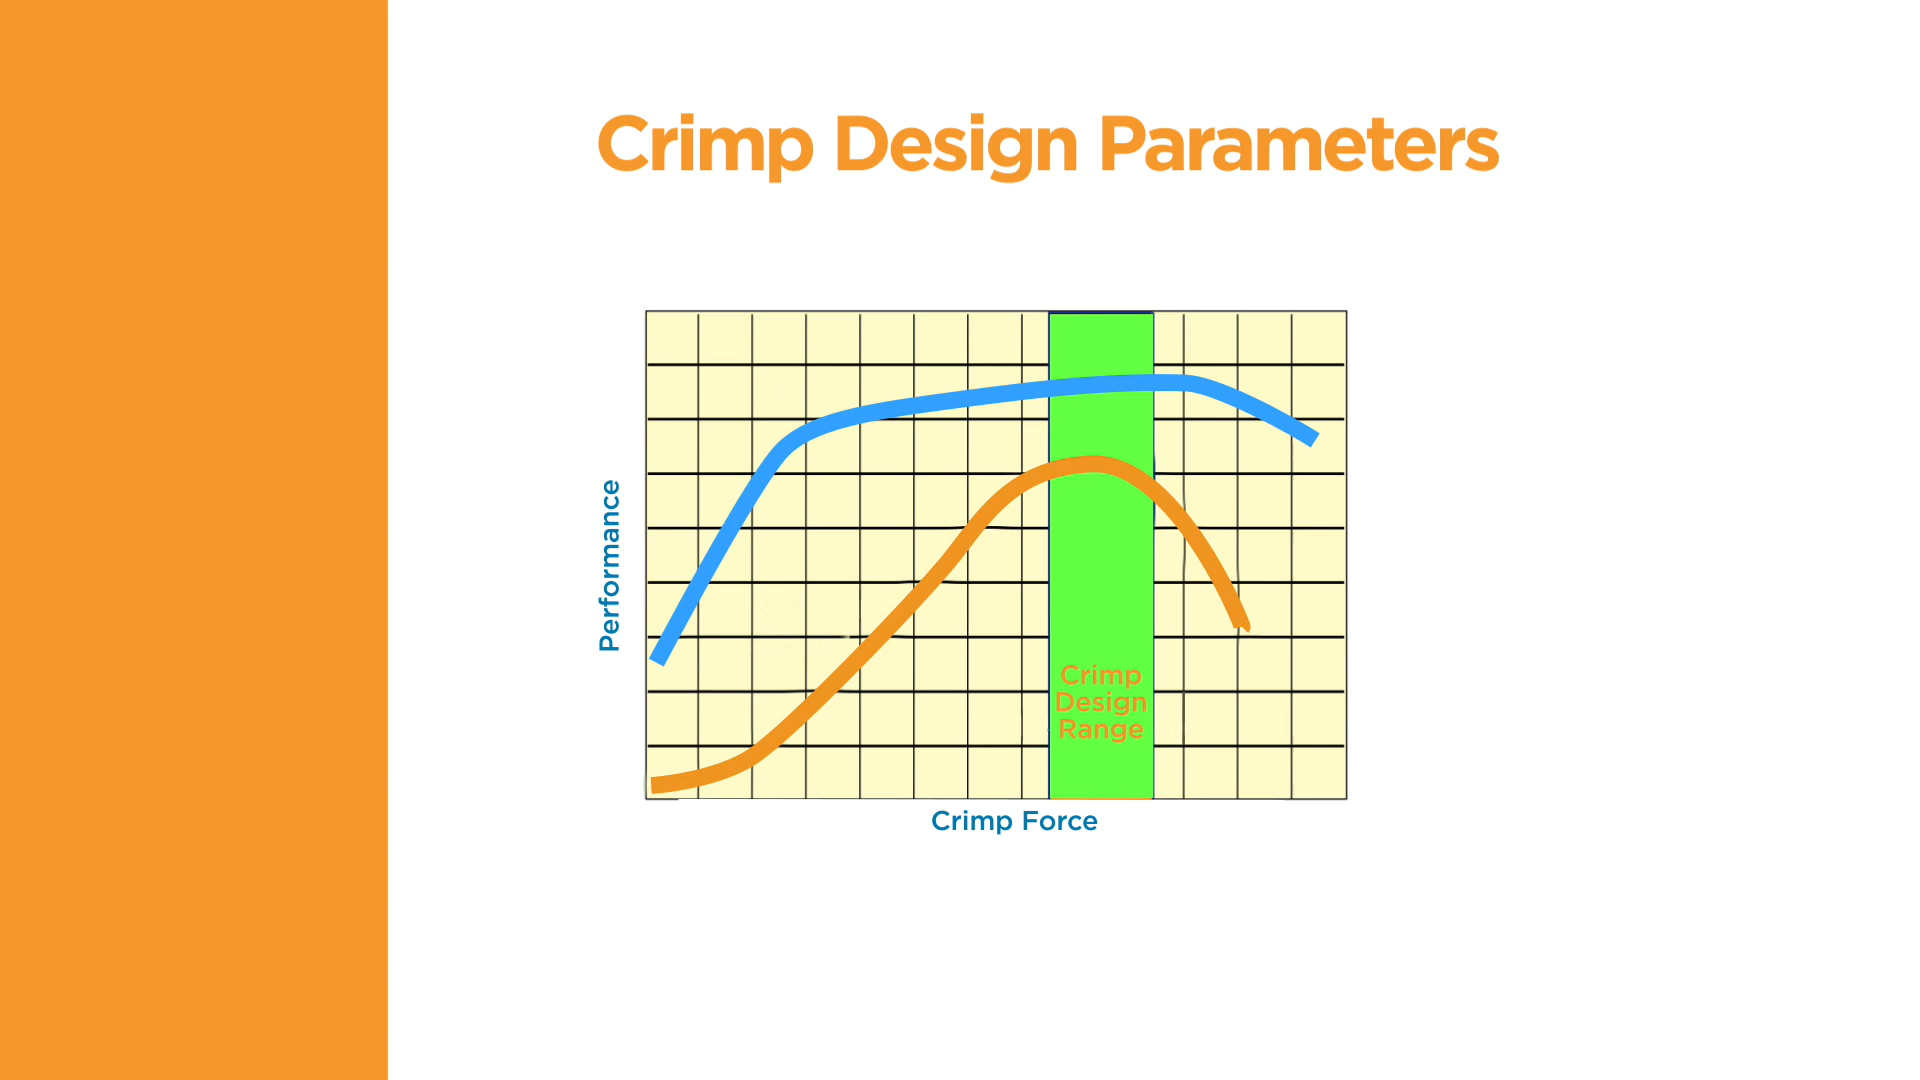 Crimp Design Parameters
Performance
Crimp
Design
Range
Crimp Force